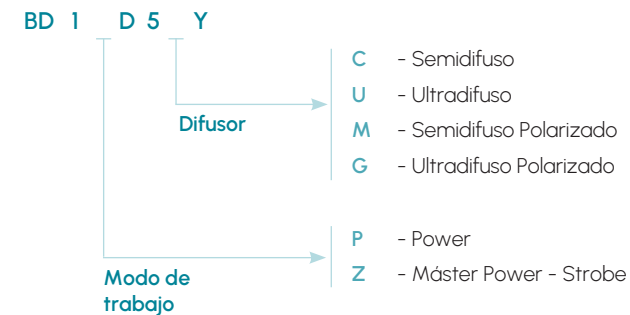 BD 1 _ D 5 _ Y
C - Semidifuso
U - Ultradifuso
Difusor
M - Semidifuso Polarizado
G - Ultradifuso Polarizado
P - Power
Z - Máster Power - Strobe
Modo de
trabajo